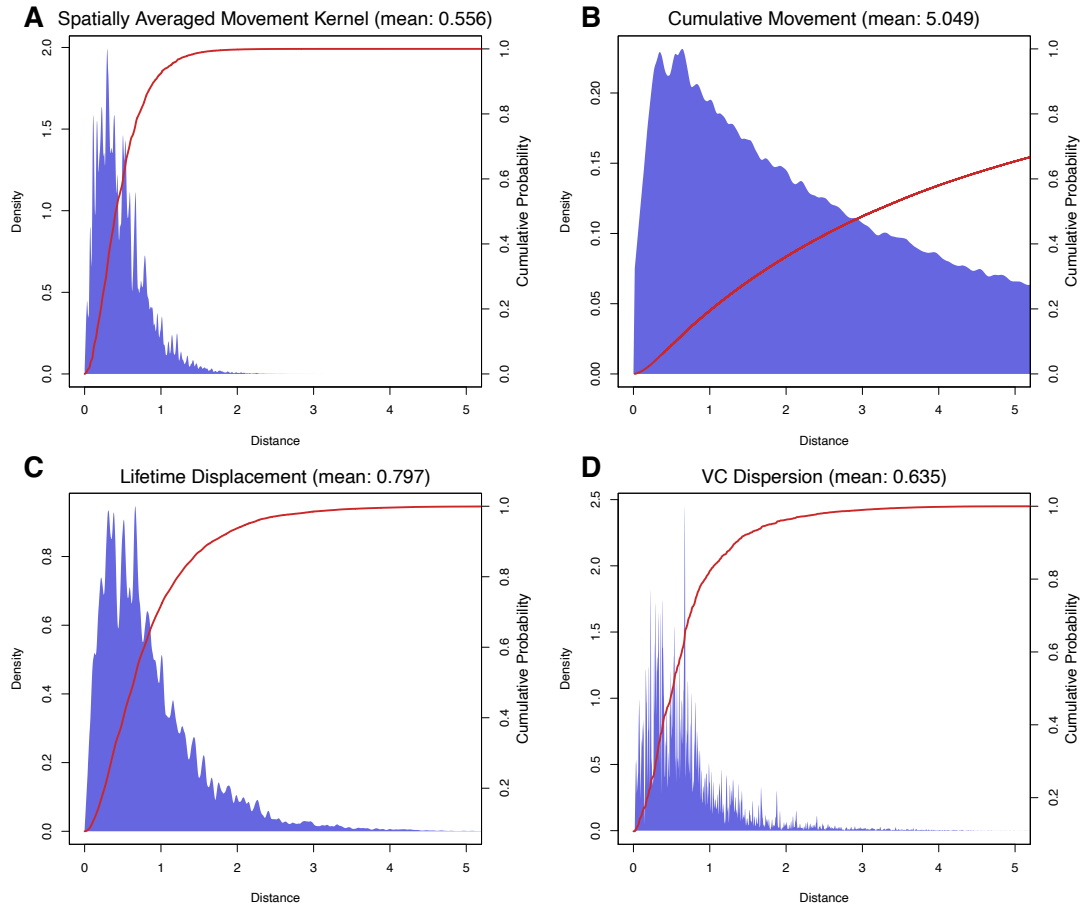 A
Spatially Averaged Movement Kernel (mean: 0.556)
Density
0.0 0.5 1.0 1.5 2.0
0.0 0.2 0.4 0.6 0.8 1.0
Cumulative Probability
0 1 2 3 4 5
Distance
B
Cumulative Movement (mean: 5.049)
Density
0.00 0.05 0.10 0.15 0.20
0.0 0.2 0.4 0.6 0.8 1.0
Cumulative Probability
0 1 2 3 4 5
Distance
C
Lifetime Displacement (mean: 0.797)
Density
0.0 0.2 0.4 0.6 0.8
0.2 0.4 0.6 0.8 1.0
Cumulative Probability
0 1 2 3 4 5
Distance
D
VC Dispersion (mean: 0.635)
Density
0.0 0.5 1.0 1.5 2.0 2.5
0.2 0.4 0.6 0.8 1.0
Cumulative Probability
0 1 2 3 4 5
Distance